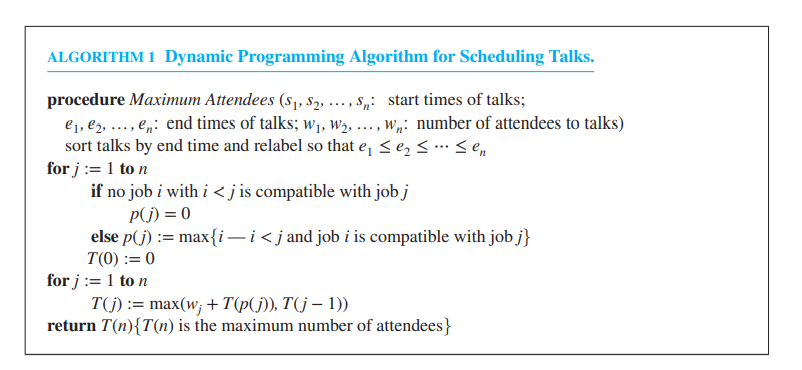 ALGORITHM 1 Dynamic Programming Algorithm for Scheduling Talks.
procedure Maximum Attendees (s₁, s₂, … , sₙ: start times of talks;
e₁, e₂, … , eₙ: end times of talks; w₁, w₂, … , wₙ: number of attendees to talks)
sort talks by end time and relabel so that e₁ ≤ e₂ ≤ ⋯ ≤ eₙ
for j := 1 to n
if no job i with i < j is compatible with job j
p(j) = 0
else p(j) := max{i — i < j and job i is compatible with job j}
T(0) := 0
for j := 1 to n
T(j) := max(wⱼ + T(p(j)), T(j − 1))
return T(n){T(n) is the maximum number of attendees}